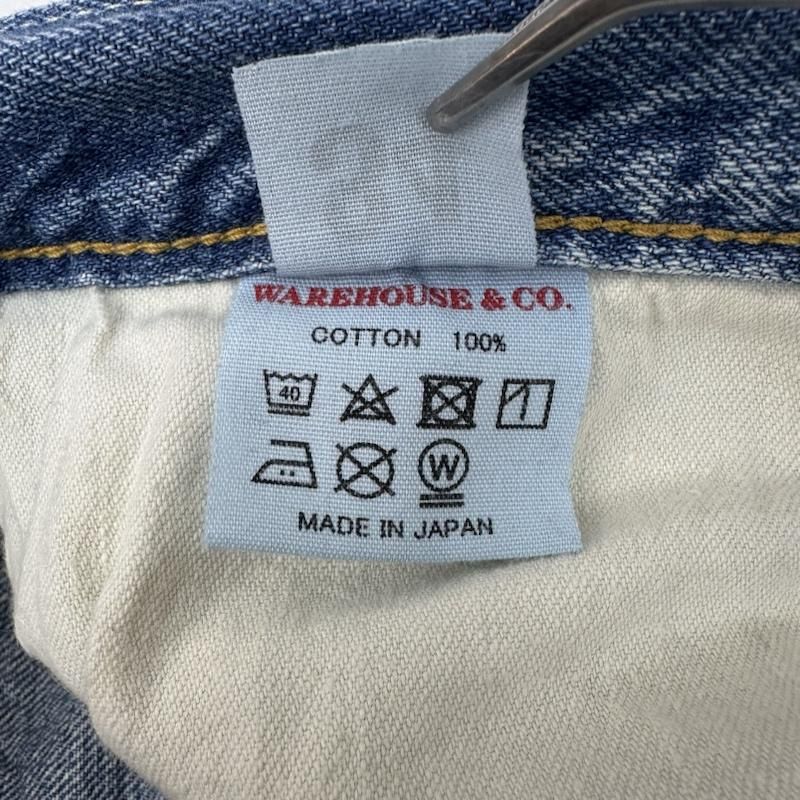 WAREHOUSE & CO.
COTTON 100%
40
W
MADE IN JAPAN